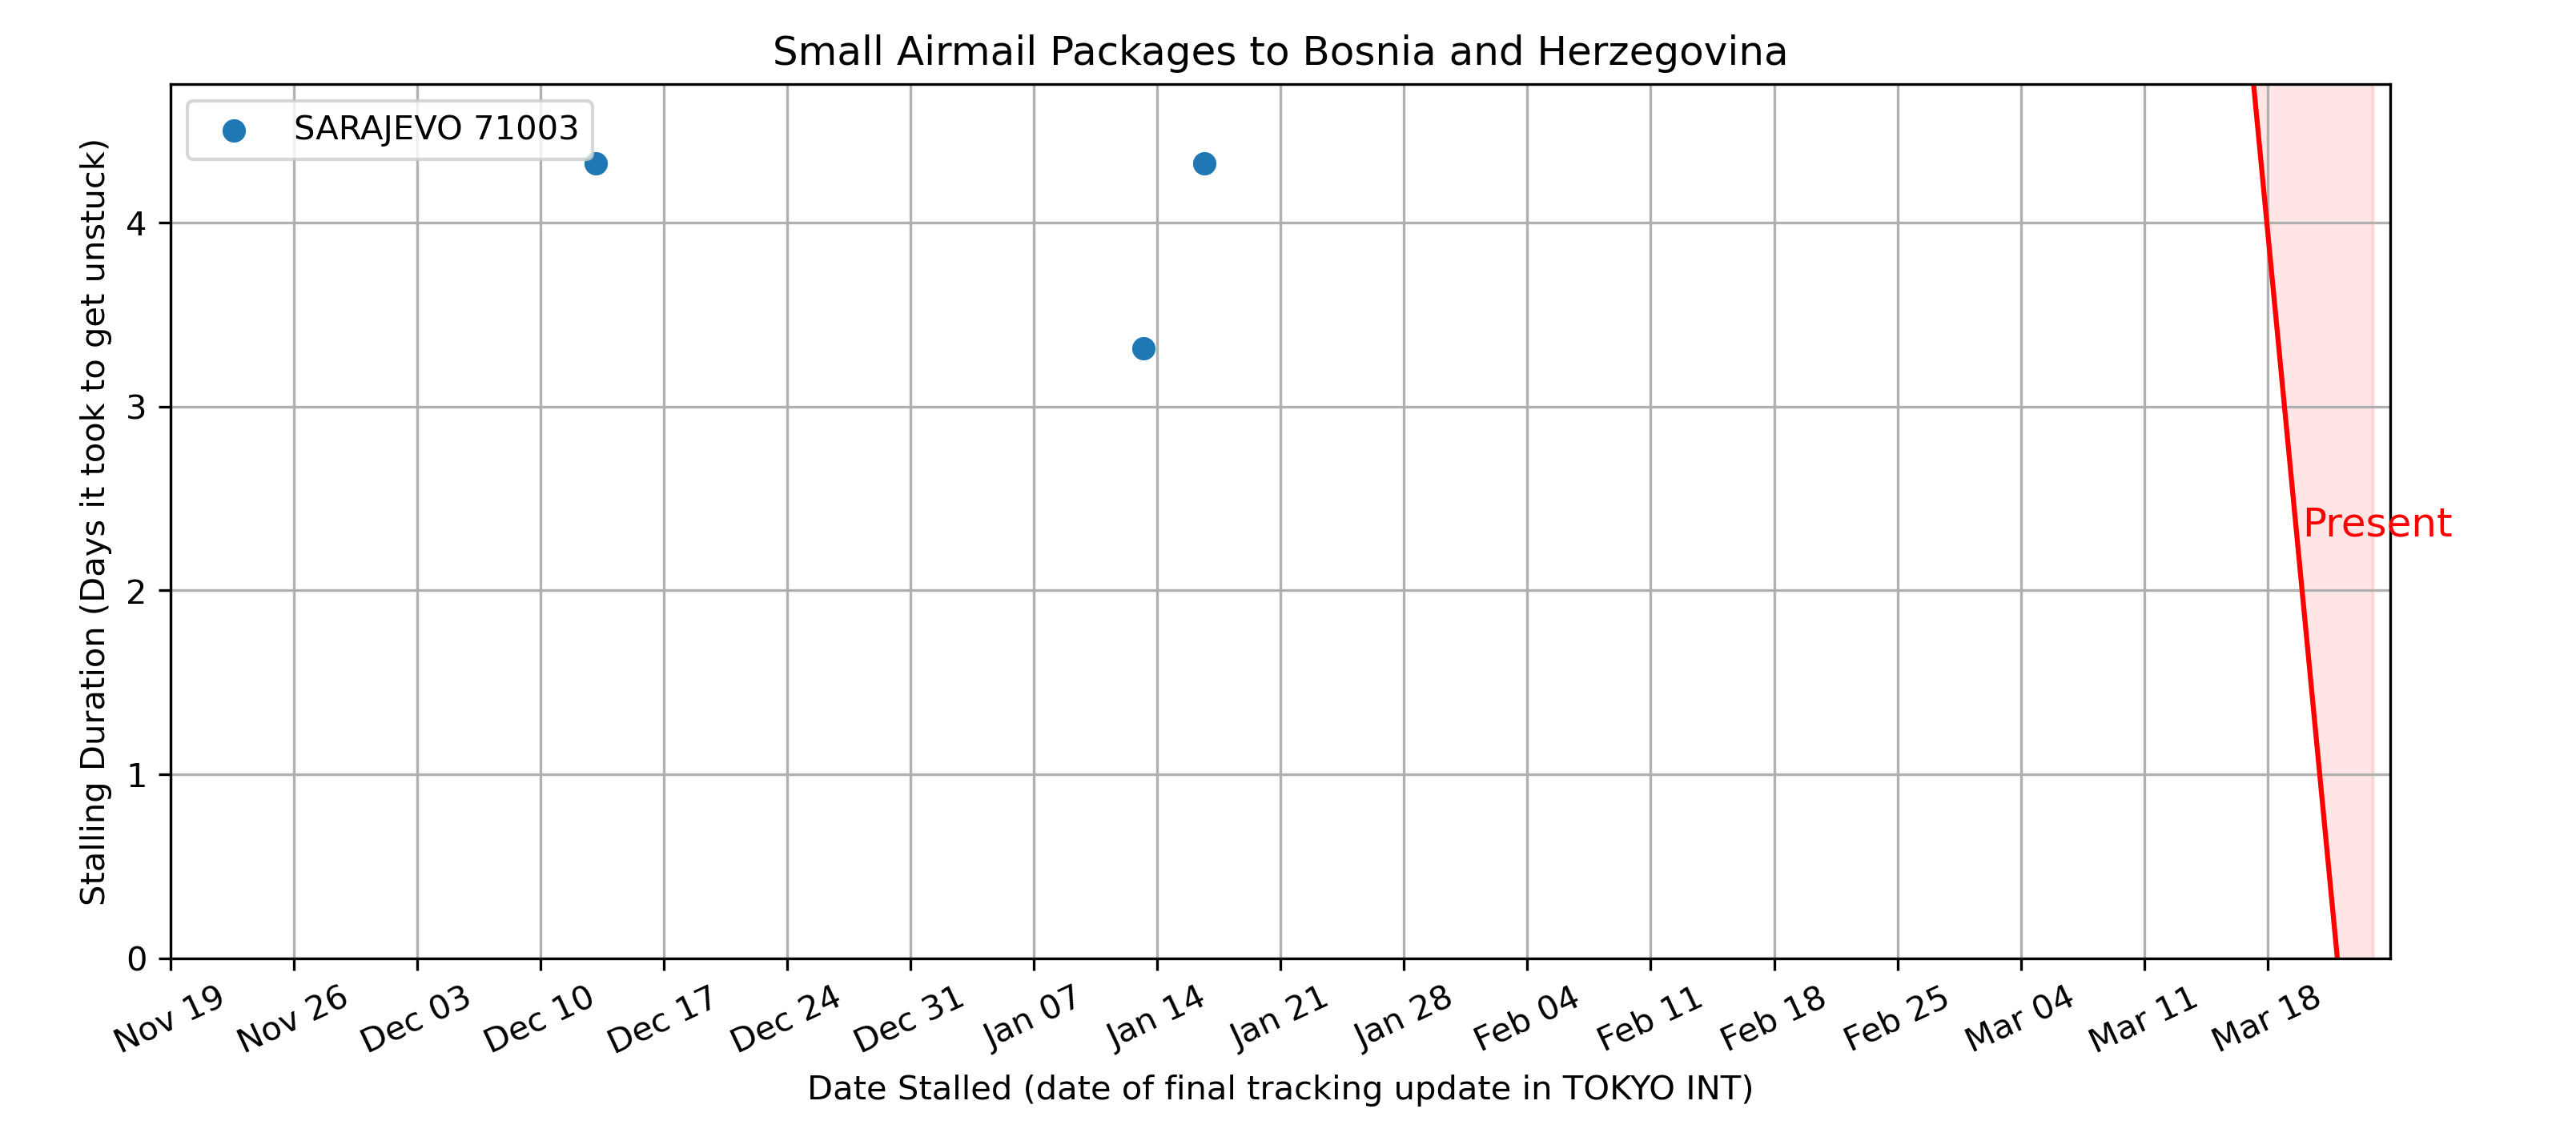 Small Airmail Packages to Bosnia and Herzegovina
SARAJEVO 71003
Stalling Duration (Days it took to get unstuck)
4
3
2
1
0
Present
Nov 19
Nov 26
Dec 03
Dec 10
Dec 17
Dec 24
Dec 31
Jan 07
Jan 14
Jan 21
Jan 28
Feb 04
Feb 11
Feb 18
Feb 25
Mar 04
Mar 11
Mar 18
Date Stalled (date of final tracking update in TOKYO INT)